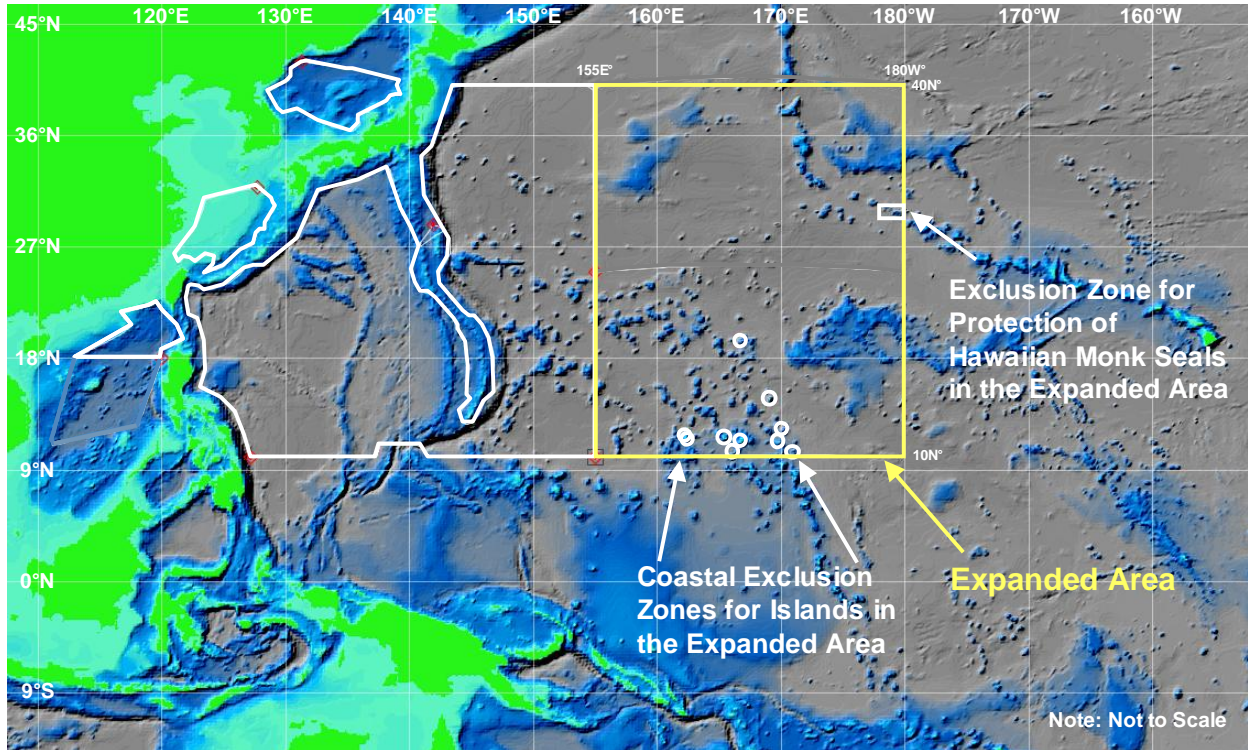 120°E 130°E 140°E 150°E 160°E 170°E 180°W 170°W 160°W
45°N
155E° 180W°
40N°
36°N
27°N
Exclusion Zone for
Protection of
Hawaiian Monk Seals
in the Expanded Area
18°N
10N°
9°N
Coastal Exclusion
Zones for Islands in
the Expanded Area
Expanded Area
0°N
9°S
Note: Not to Scale